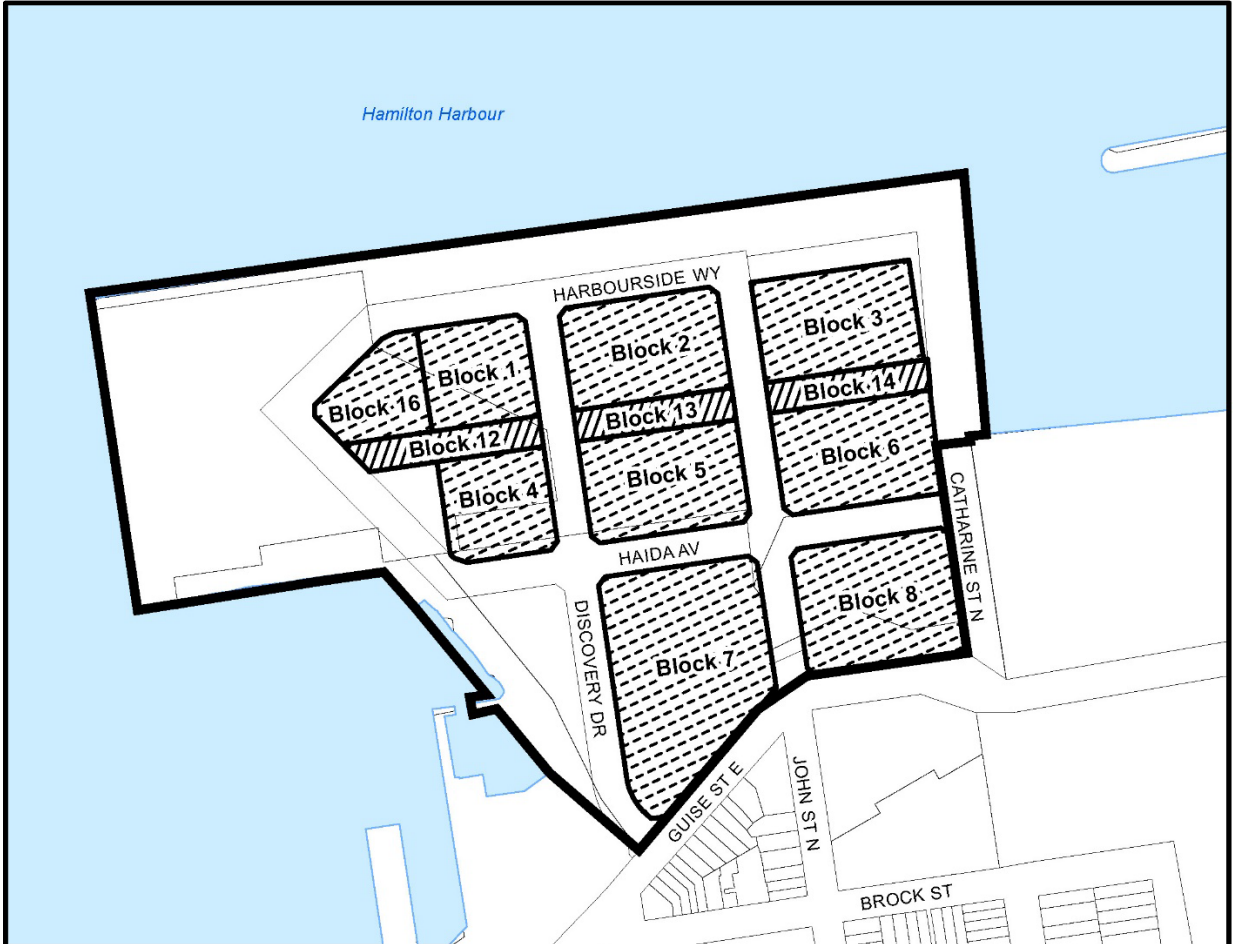 Hamilton Harbour
HARBOURSIDE WY
Block 3
Block 2
Block 1
Block 16
Block 14
Block 13
Block 12
Block 6
Block 5
Block 4
CATHARINE ST N
HAIDA AV
Block 8
DISCOVERY DR
Block 7
GUISE ST E
JOHN ST N
BROCK ST